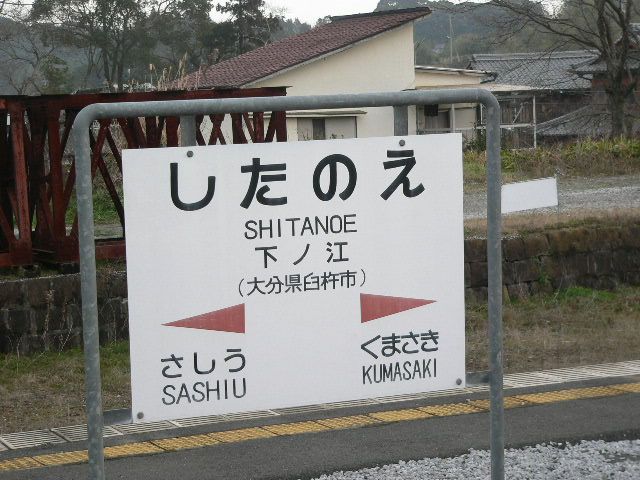 したのえ
SHITANOE
下ノ江
(大分県臼杵市)
さしう くまさき
SASHIU KUMASAKI